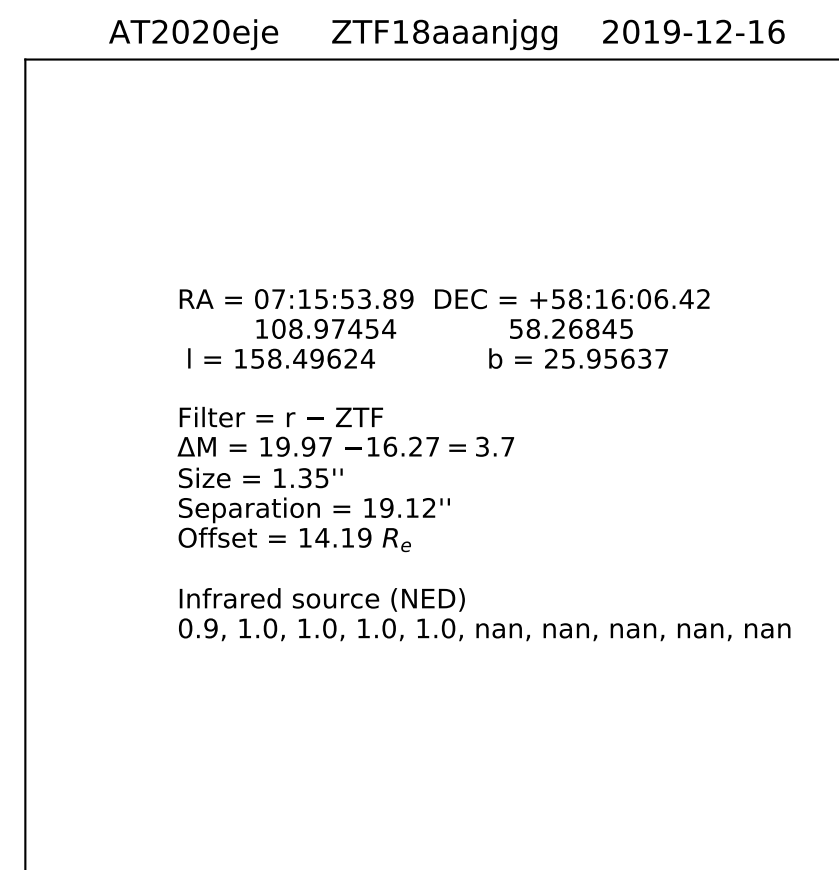 AT2020eje ZTF18aaanjgg 2019-12-16
RA = 07:15:53.89 DEC = +58:16:06.42
108.97454 58.26845
l = 158.49624 b = 25.95637
Filter = r − ZTF
ΔM = 19.97 −16.27 = 3.7
Size = 1.35''
Separation = 19.12''
Offset = 14.19 Re
Infrared source (NED)
0.9, 1.0, 1.0, 1.0, 1.0, nan, nan, nan, nan, nan